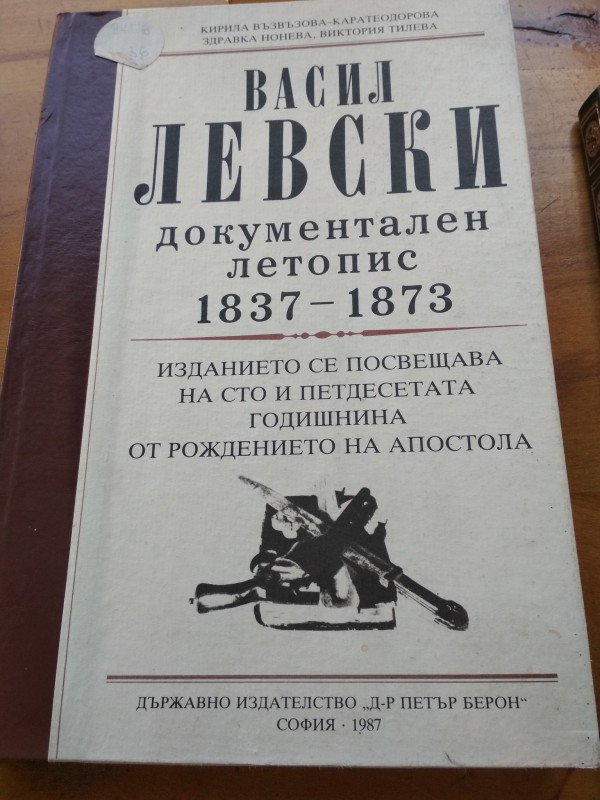 КИРИЛА ВЪЗВЪЗОВА–КАРАТЕОДОРОВА
ЗДРАВКА НОНЕВА, ВИКТОРИЯ ТИЛЕВА
ВАСИЛ
ЛЕВСКИ
документален
летопис
1837–1873
ИЗДАНИЕТО СЕ ПОСВЕЩАВА
НА СТО И ПЕТДЕСЕТАТА
ГОДИШНИНА
ОТ РОЖДЕНИЕТО НА АПОСТОЛА
ДЪРЖАВНО ИЗДАТЕЛСТВО „Д-Р ПЕТЪР БЕРОН“
СОФИЯ · 1987